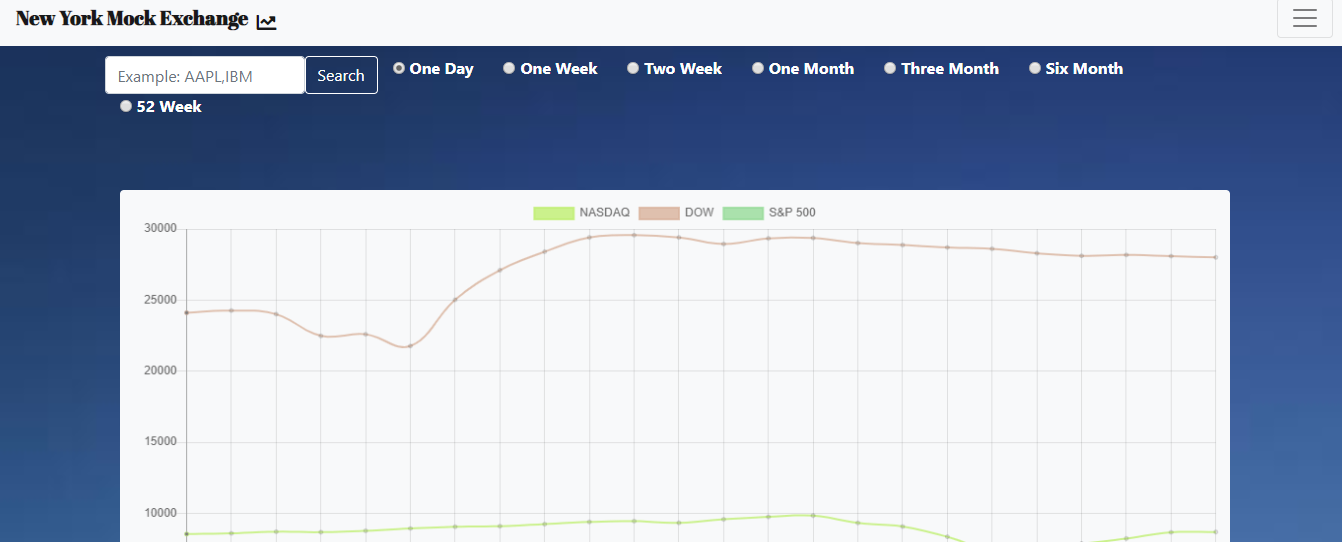 New York Mock Exchange
Example: AAPL,IBM Search One Day One Week Two Week One Month Three Month Six Month
52 Week
NASDAQ DOW S&P 500
30000
25000
20000
15000
10000